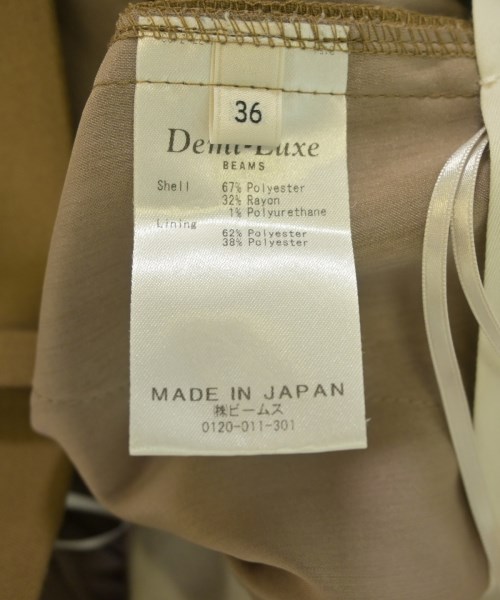 36
Demi-Luxe
BEAMS
Shell 67% Polyester
32% Rayon
1% Polyurethane
Lining
62% Polyester
38% Polyester
MADE IN JAPAN
㈱ビームス
0120-011-301